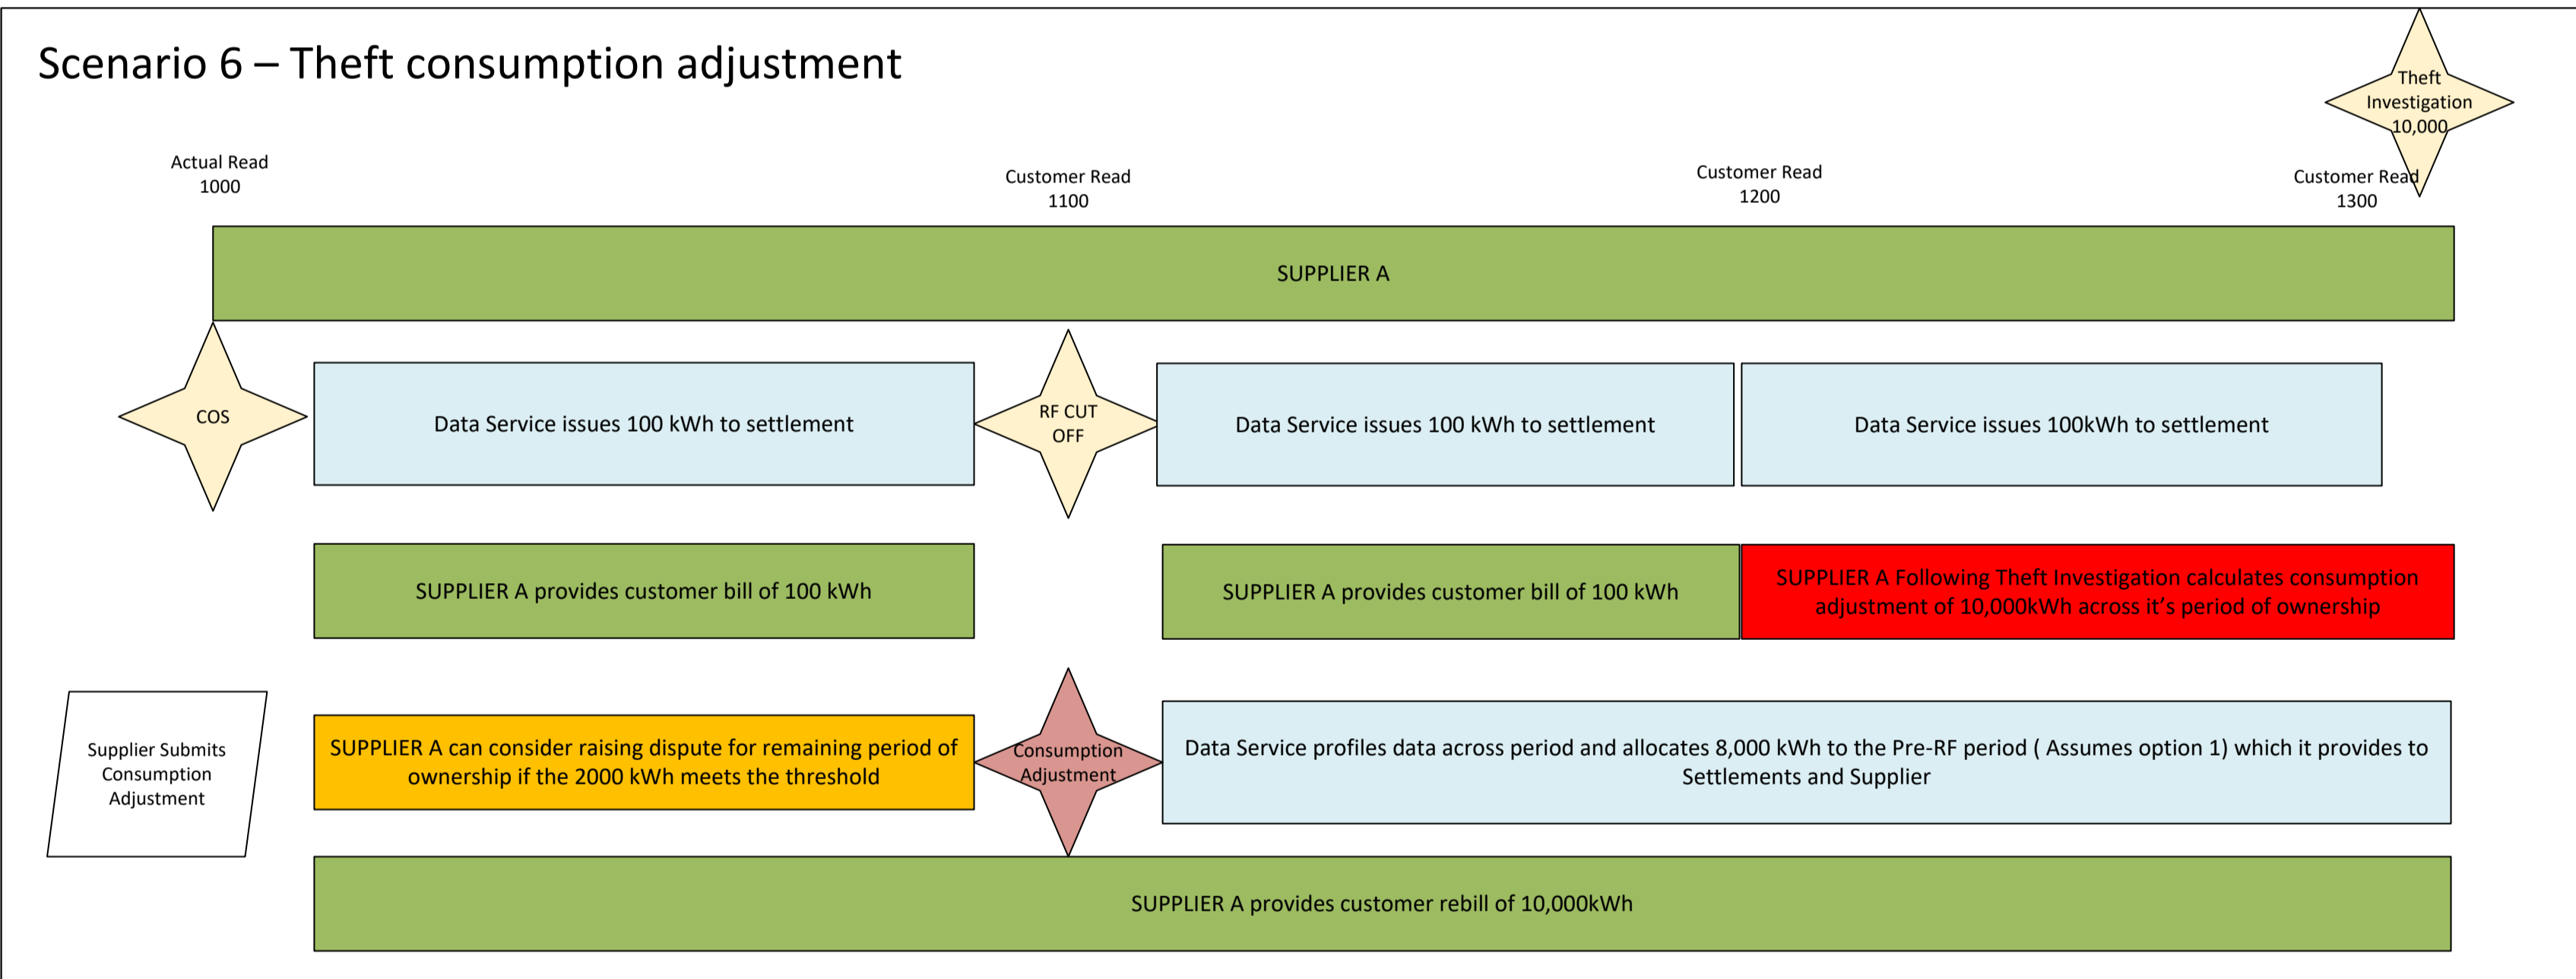 Scenario 6 – Theft consumption adjustment
Theft
Investigation
10,000
Actual Read
1000
Customer Read
1100
Customer Read
1200
Customer Read
1300
SUPPLIER A
COS
Data Service issues 100 kWh to settlement
RF CUT
OFF
Data Service issues 100 kWh to settlement
Data Service issues 100kWh to settlement
SUPPLIER A provides customer bill of 100 kWh
SUPPLIER A provides customer bill of 100 kWh
SUPPLIER A Following Theft Investigation calculates consumption
adjustment of 10,000kWh across it’s period of ownership
Supplier Submits
Consumption
Adjustment
SUPPLIER A can consider raising dispute for remaining period of
ownership if the 2000 kWh meets the threshold
Consumption
Adjustment
Data Service profiles data across period and allocates 8,000 kWh to the Pre-RF period ( Assumes option 1) which it provides to
Settlements and Supplier
SUPPLIER A provides customer rebill of 10,000kWh